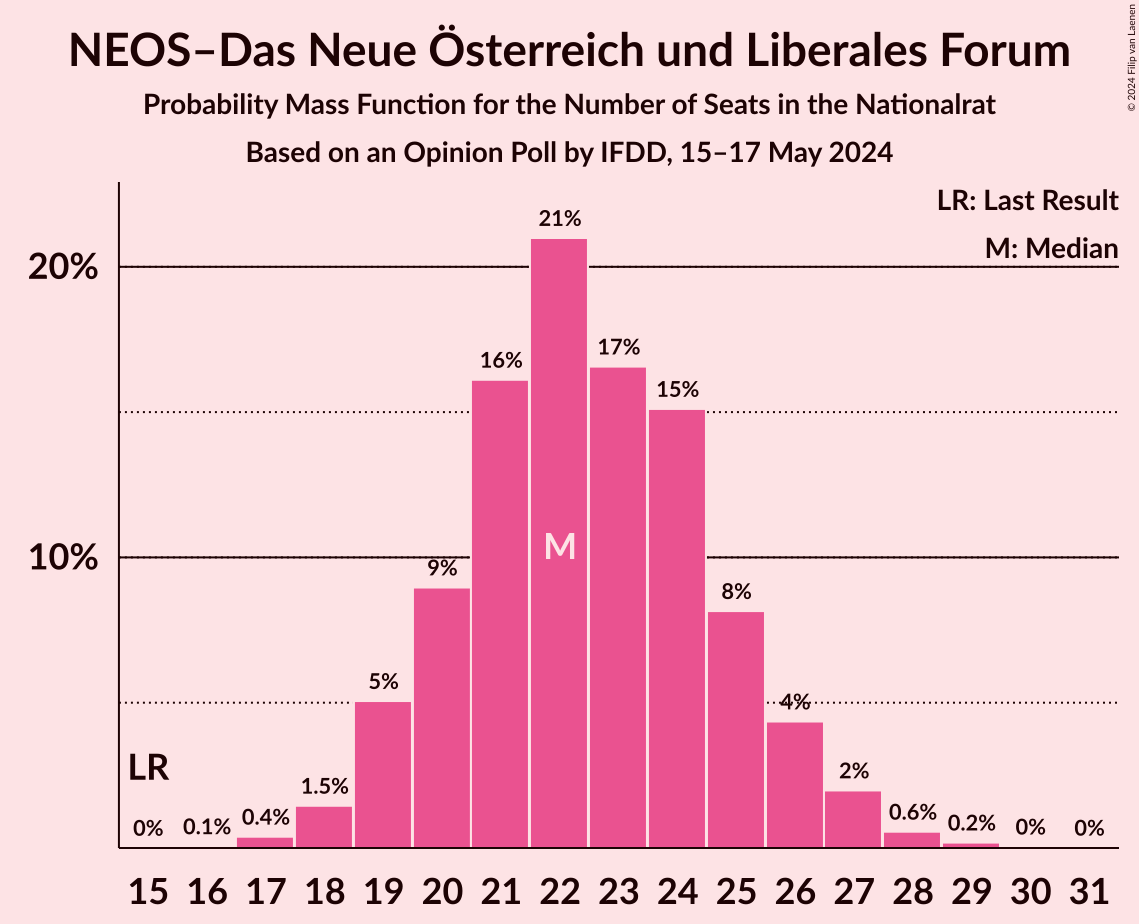 NEOS–Das Neue Österreich und Liberales Forum
Probability Mass Function for the Number of Seats in the Nationalrat
Based on an Opinion Poll by IFDD, 15–17 May 2024
© 2024 Filip van Laenen
LR: Last Result
M: Median
20%
10%
21%
16%
17%
15%
9%
8%
5%
4%
1.5%
2%
0%
0.1%
0.4%
0.6%
0.2%
0%
0%
LR
M
15 16 17 18 19 20 21 22 23 24 25 26 27 28 29 30 31